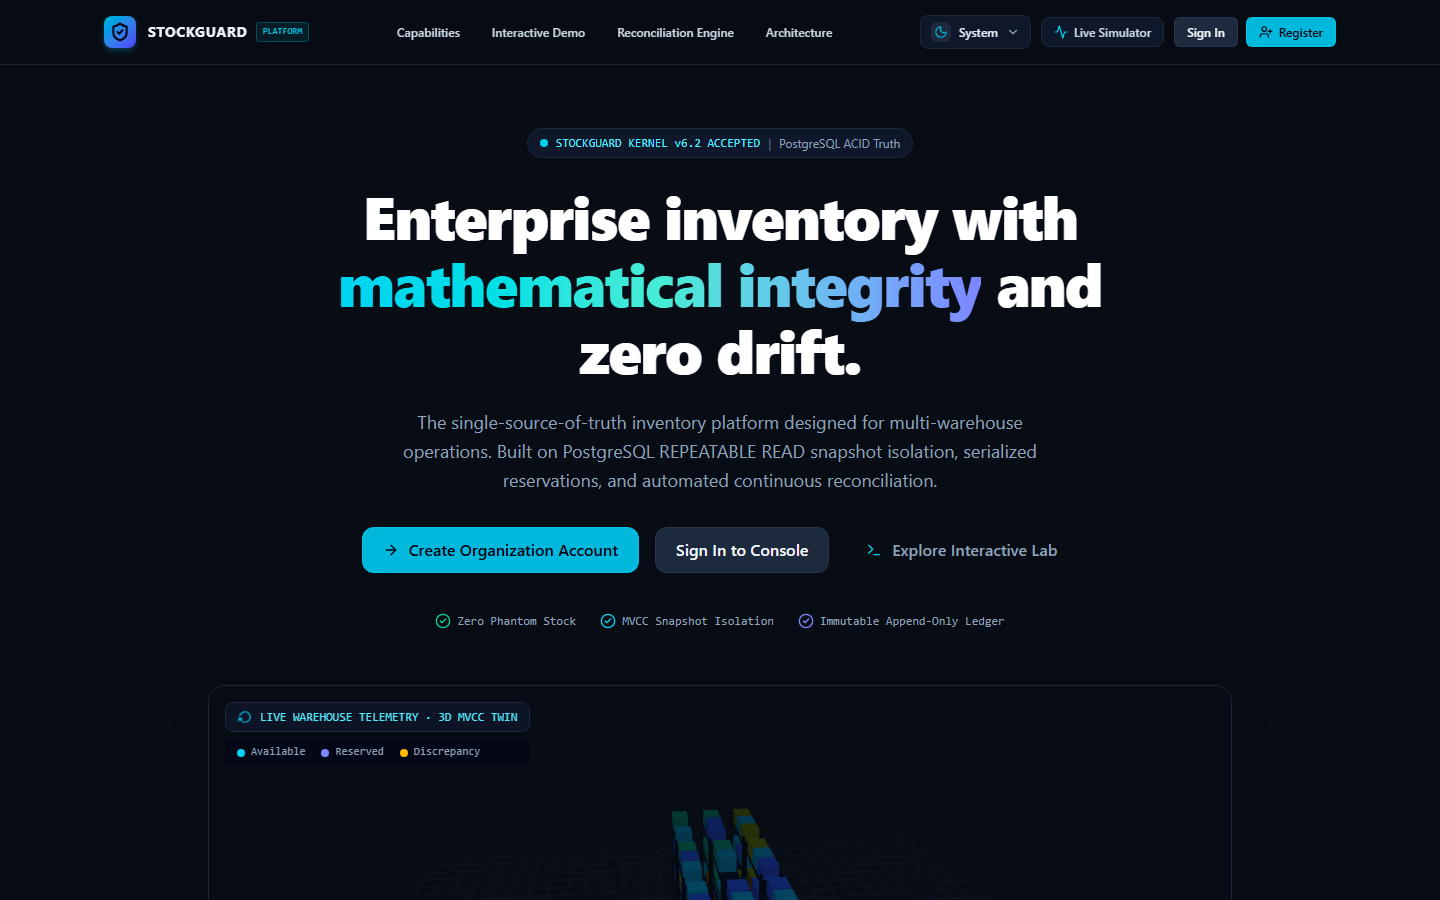 STOCKGUARD PLATFORM Capabilities Interactive Demo Reconciliation Engine Architecture System Live Simulator Sign In Register
STOCKGUARD KERNEL v6.2 ACCEPTED | PostgreSQL ACID Truth
Enterprise inventory with
mathematical integrity and
zero drift.
The single-source-of-truth inventory platform designed for multi-warehouse
operations. Built on PostgreSQL REPEATABLE READ snapshot isolation, serialized
reservations, and automated continuous reconciliation.
Create Organization Account Sign In to Console Explore Interactive Lab
Zero Phantom Stock MVCC Snapshot Isolation Immutable Append-Only Ledger
LIVE WAREHOUSE TELEMETRY · 3D MVCC TWIN
Available Reserved Discrepancy